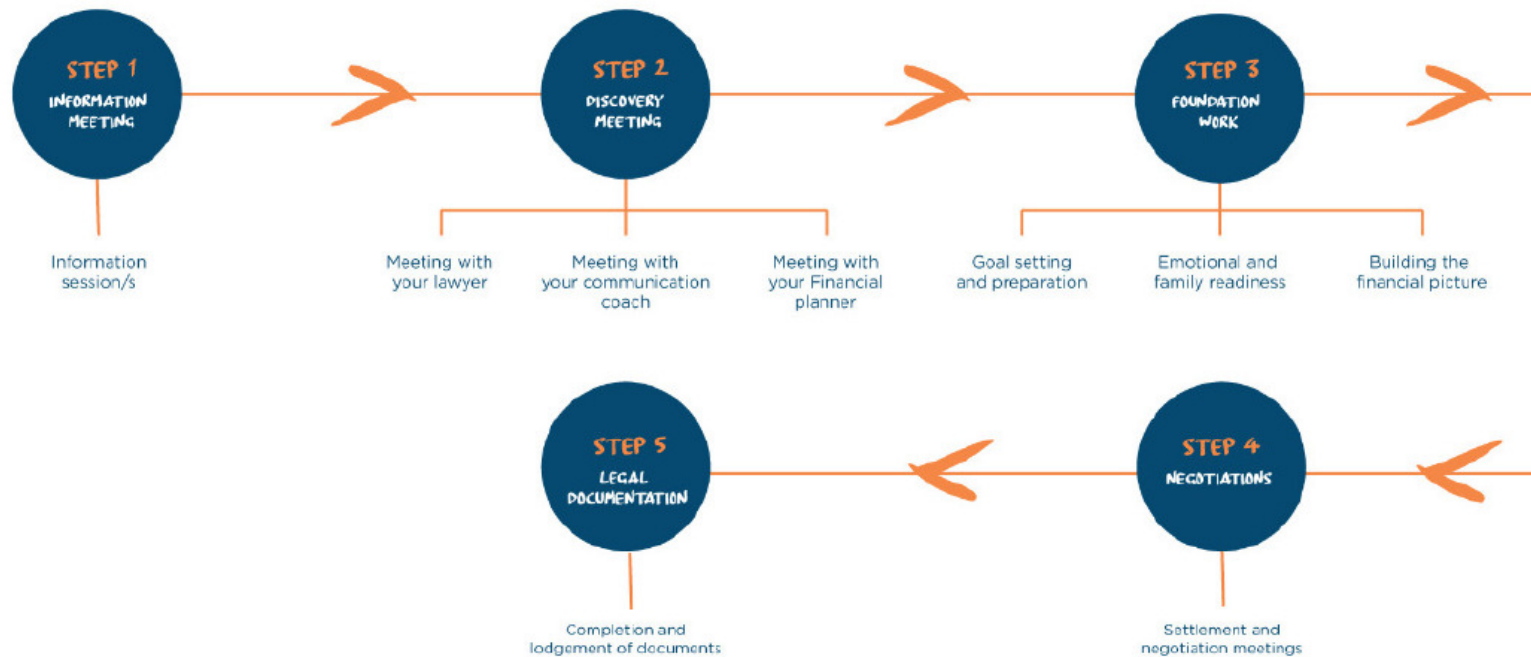 STEP 1
INFORMATION
MEETING
Information
session/s
STEP 2
DISCOVERY
MEETING
Meeting with
your lawyer
Meeting with
your communication
coach
Meeting with
your Financial
planner
STEP 3
FOUNDATION
WORK
Goal setting
and preparation
Emotional and
family readiness
Building the
financial picture
STEP 4
NEGOTIATIONS
Settlement and
negotiation meetings
STEP 5
LEGAL
DOCUMENTATION
Completion and
lodgement of documents